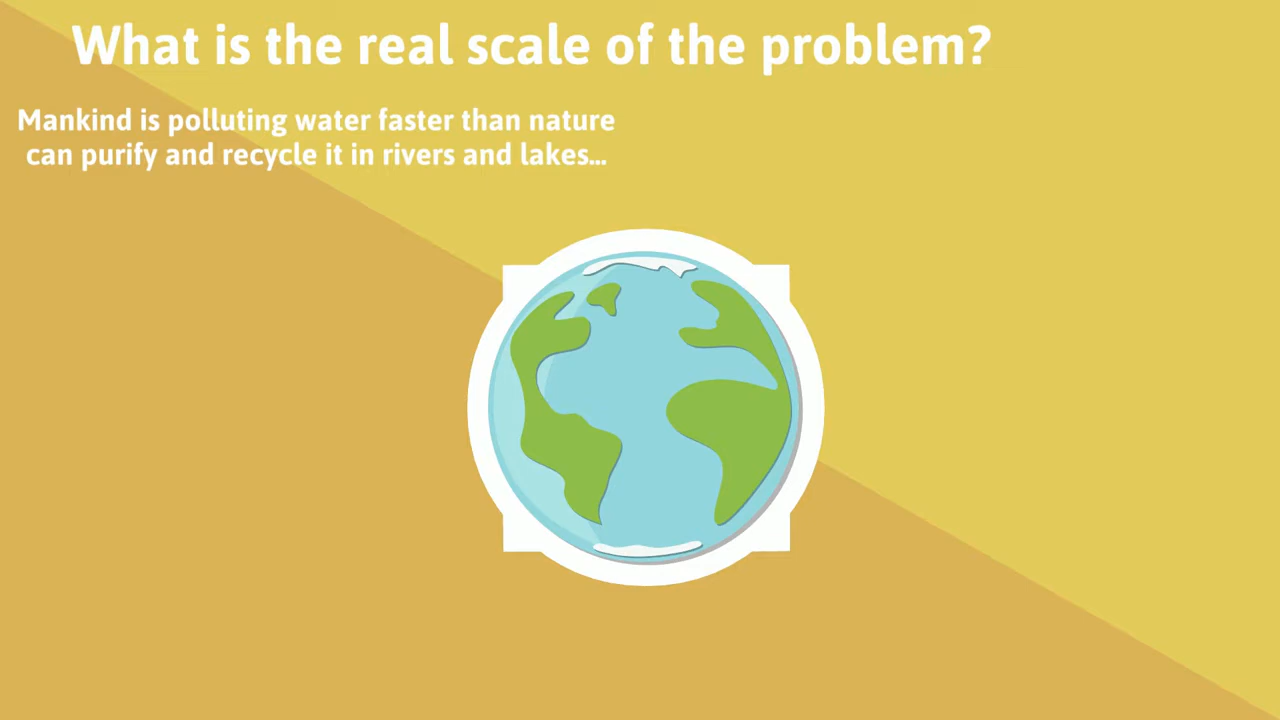 What is the real scale of the problem?
Mankind is polluting water faster than nature
can purify and recycle it in rivers and lakes...